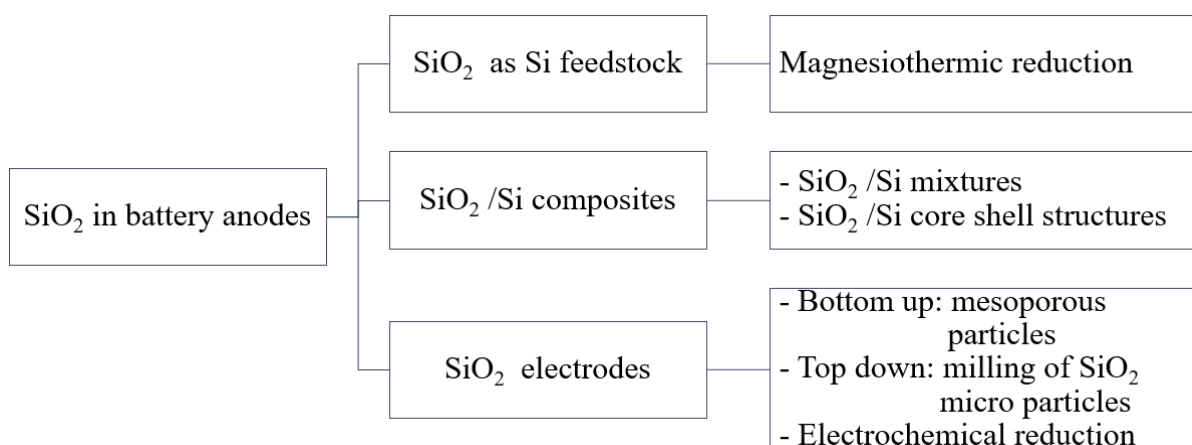 SiO₂ in battery anodes
SiO₂ as Si feedstock
Magnesiothermic reduction
SiO₂ /Si composites
- SiO₂ /Si mixtures
- SiO₂ /Si core shell structures
SiO₂ electrodes
- Bottom up: mesoporous
particles
- Top down: milling of SiO₂
micro particles
- Electrochemical reduction